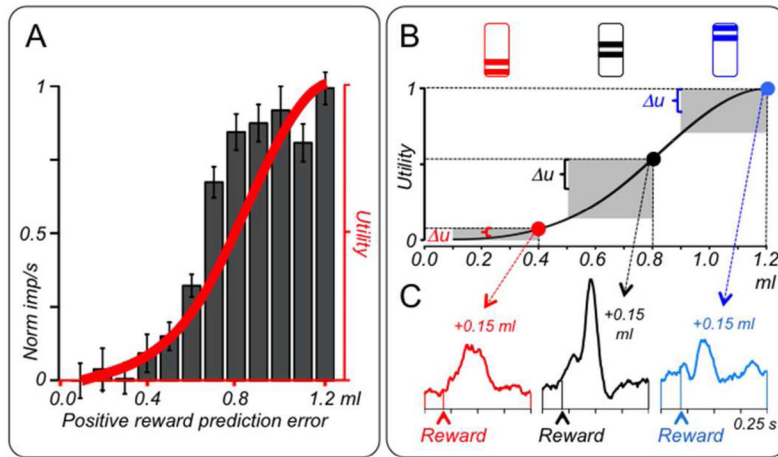 A
1
0.5
0
Norm imp/s
Utility
0.0
0.4
0.8
1.2 ml
Positive reward prediction error
B
Δu
Δu
Δu
1
0
Utility
0.0
0.2
0.4
0.6
0.8
1.0
1.2
ml
C
+0.15 ml
+0.15
ml
+0.15 ml
0.25 s
Reward
Reward
Reward